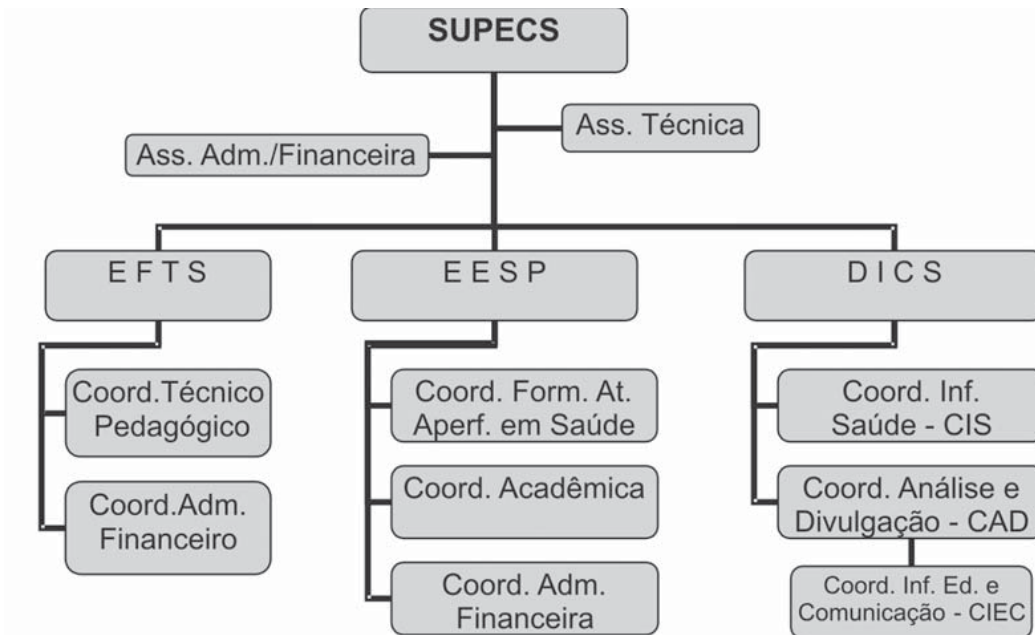 SUPECS
Ass. Técnica
Ass. Adm./Financeira
E F T S
E E S P
D I C S
Coord.Técnico
Pedagógico
Coord.Adm.
Financeiro
Coord. Form. At.
Aperf. em Saúde
Coord. Acadêmica
Coord. Adm.
Financeira
Coord. Inf.
Saúde - CIS
Coord. Análise e
Divulgação - CAD
Coord. Inf. Ed. e
Comunicação - CIEC